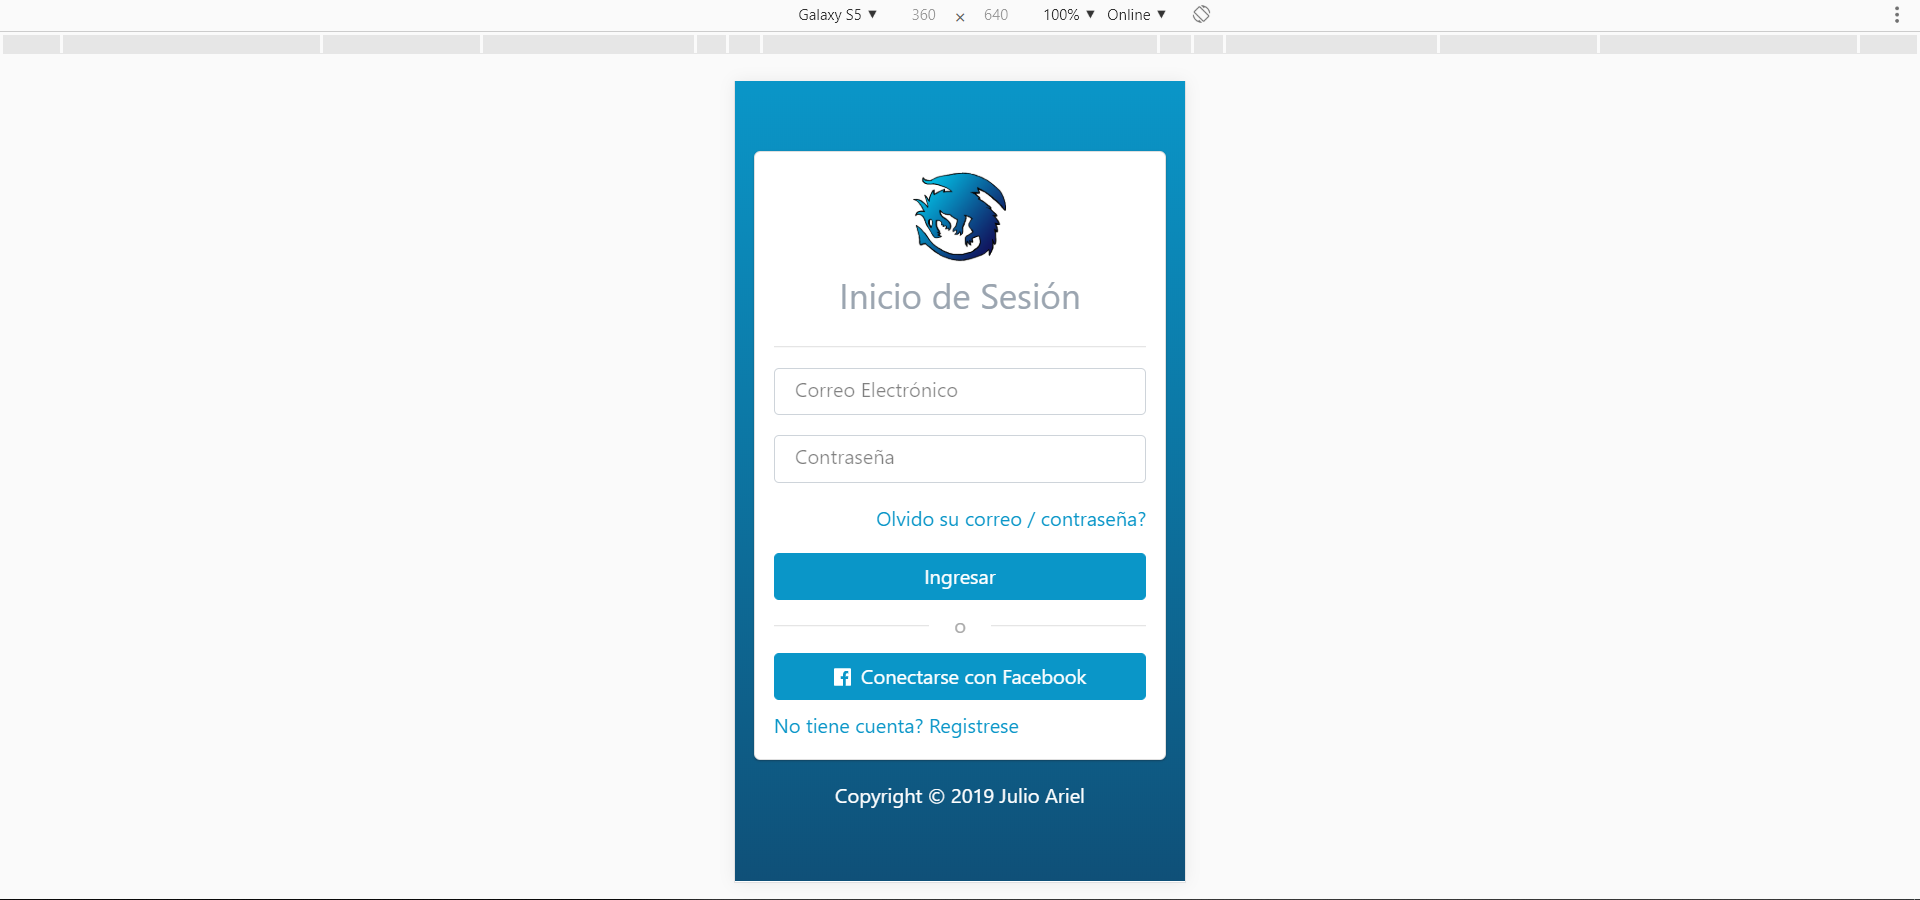 Galaxy S5 ▼ 360 × 640 100% ▼ Online ▼
Inicio de Sesión
Correo Electrónico
Contraseña
Olvido su correo / contraseña?
Ingresar
o
Conectarse con Facebook
No tiene cuenta? Registrese
Copyright © 2019 Julio Ariel